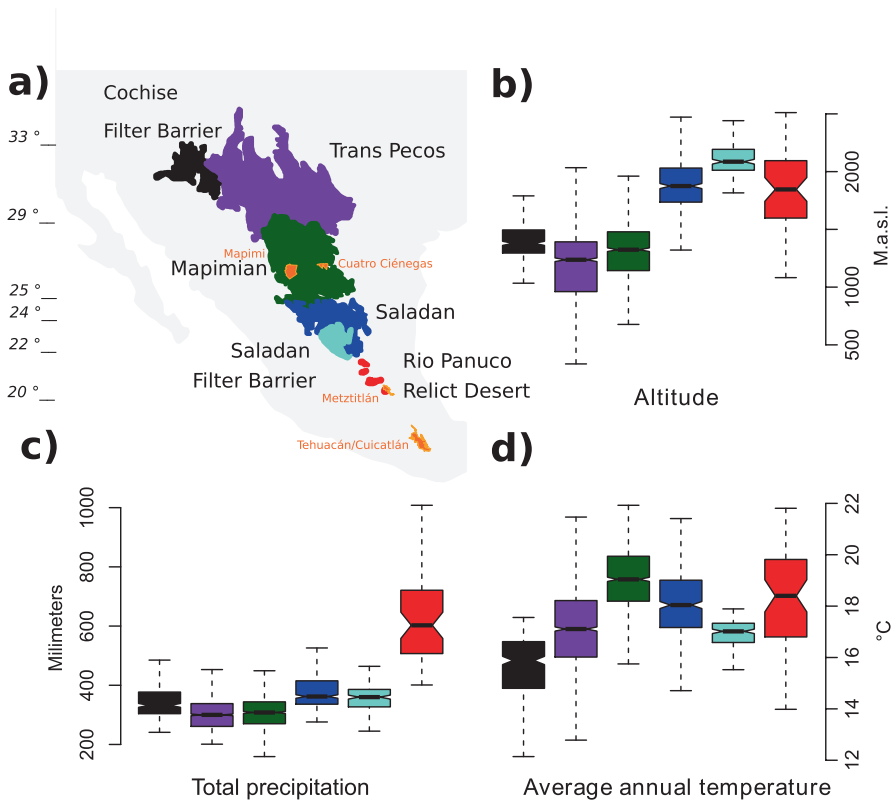 a)
Cochise
Filter Barrier
Trans Pecos
33 °
29 °
25 °
24 °
22 °
20 °
Mapimi
Mapimian
Cuatro Ciénegas
Saladan
Saladan
Filter Barrier
Rio Panuco
Relict Desert
Metztitlán
Tehuacán/Cuicatlán
b)
2000
1000
500
M.a.s.l.
Altitude
c)
1000
800
600
400
200
Milimeters
Total precipitation
d)
22
20
18
16
14
12
°C
Average annual temperature